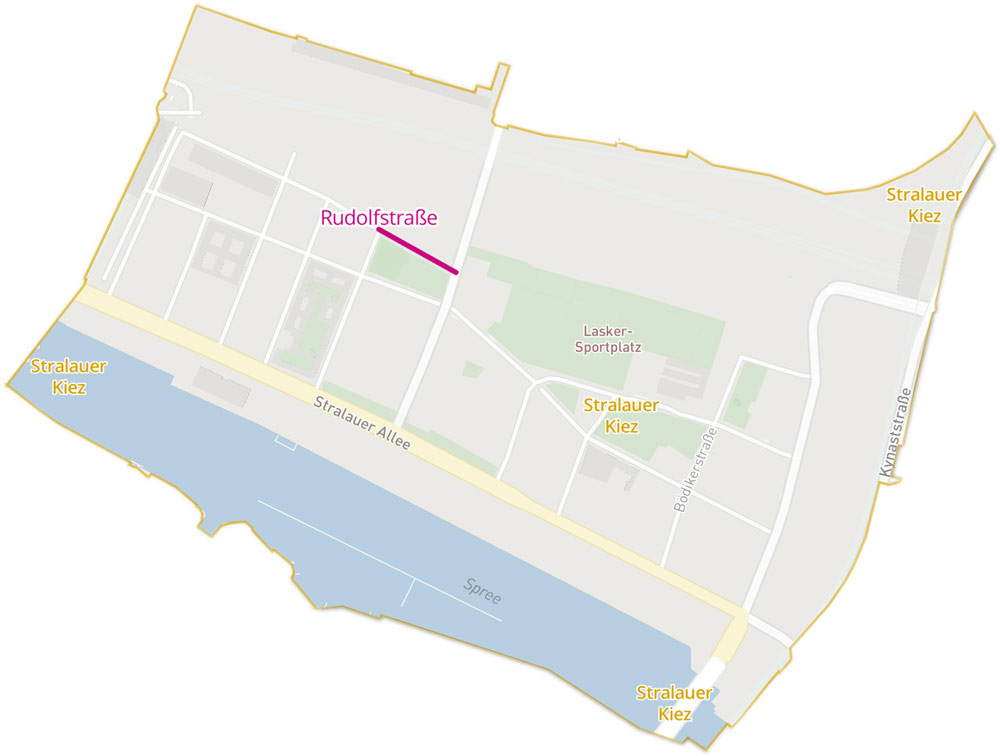 Stralauer
Kiez
Rudolfstraße
Lasker-
Sportplatz
Stralauer
Kiez
Stralauer
Kiez
Stralauer Allee
Kynaststraße
Bödikerstraße
Spree
Stralauer
Kiez